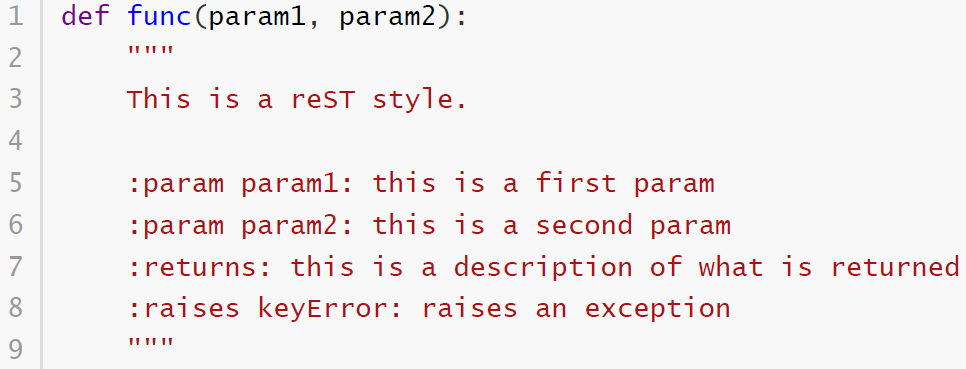 1 def func(param1, param2):
2     """
3     This is a reST style.
4
5     :param param1: this is a first param
6     :param param2: this is a second param
7     :returns: this is a description of what is returned
8     :raises keyError: raises an exception
9     """